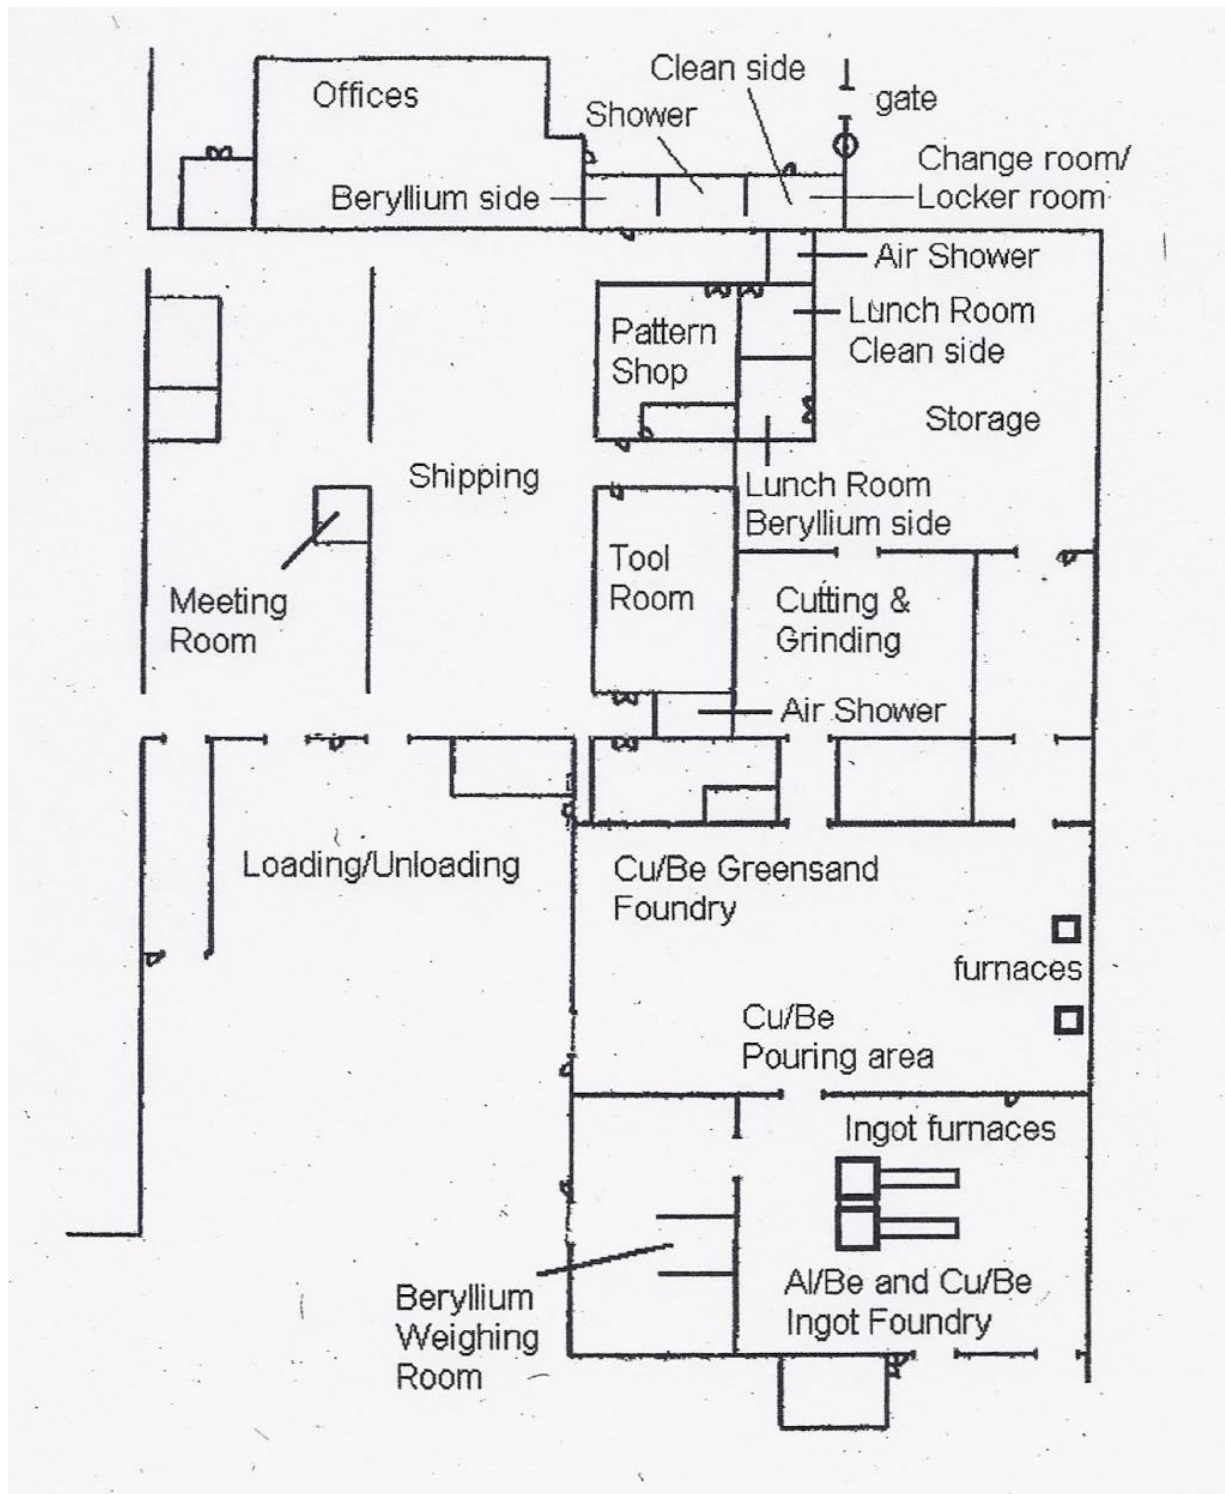 Clean side
Offices
gate
Shower
Change room/
Locker room
Beryllium side
Air Shower
Lunch Room
Clean side
Pattern
Shop
Storage
Shipping
Lunch Room
Beryllium side
Tool
Room
Meeting
Room
Cutting &
Grinding
Air Shower
Loading/Unloading
Cu/Be Greensand
Foundry
furnaces
Cu/Be
Pouring area
Ingot furnaces
Al/Be and Cu/Be
Ingot Foundry
Beryllium
Weighing
Room